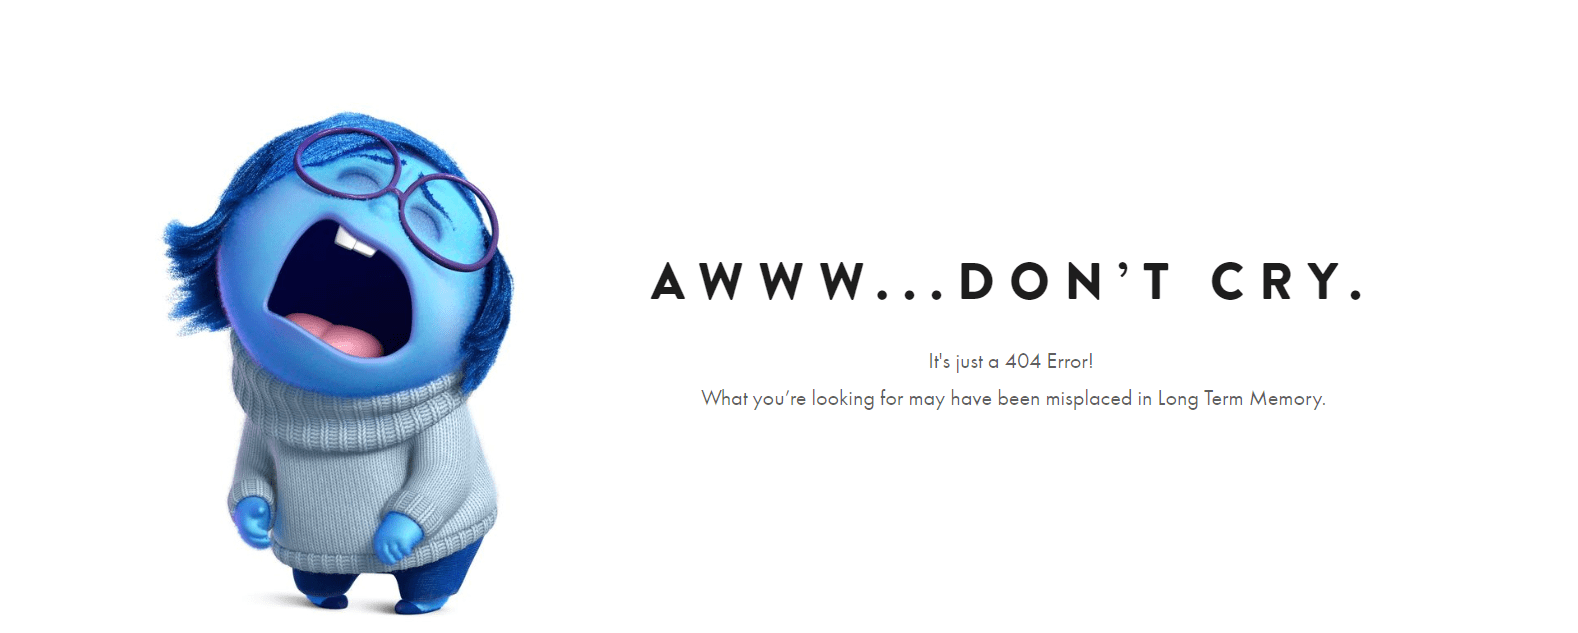 AWWW...DON’T CRY.
It's just a 404 Error!
What you’re looking for may have been misplaced in Long Term Memory.